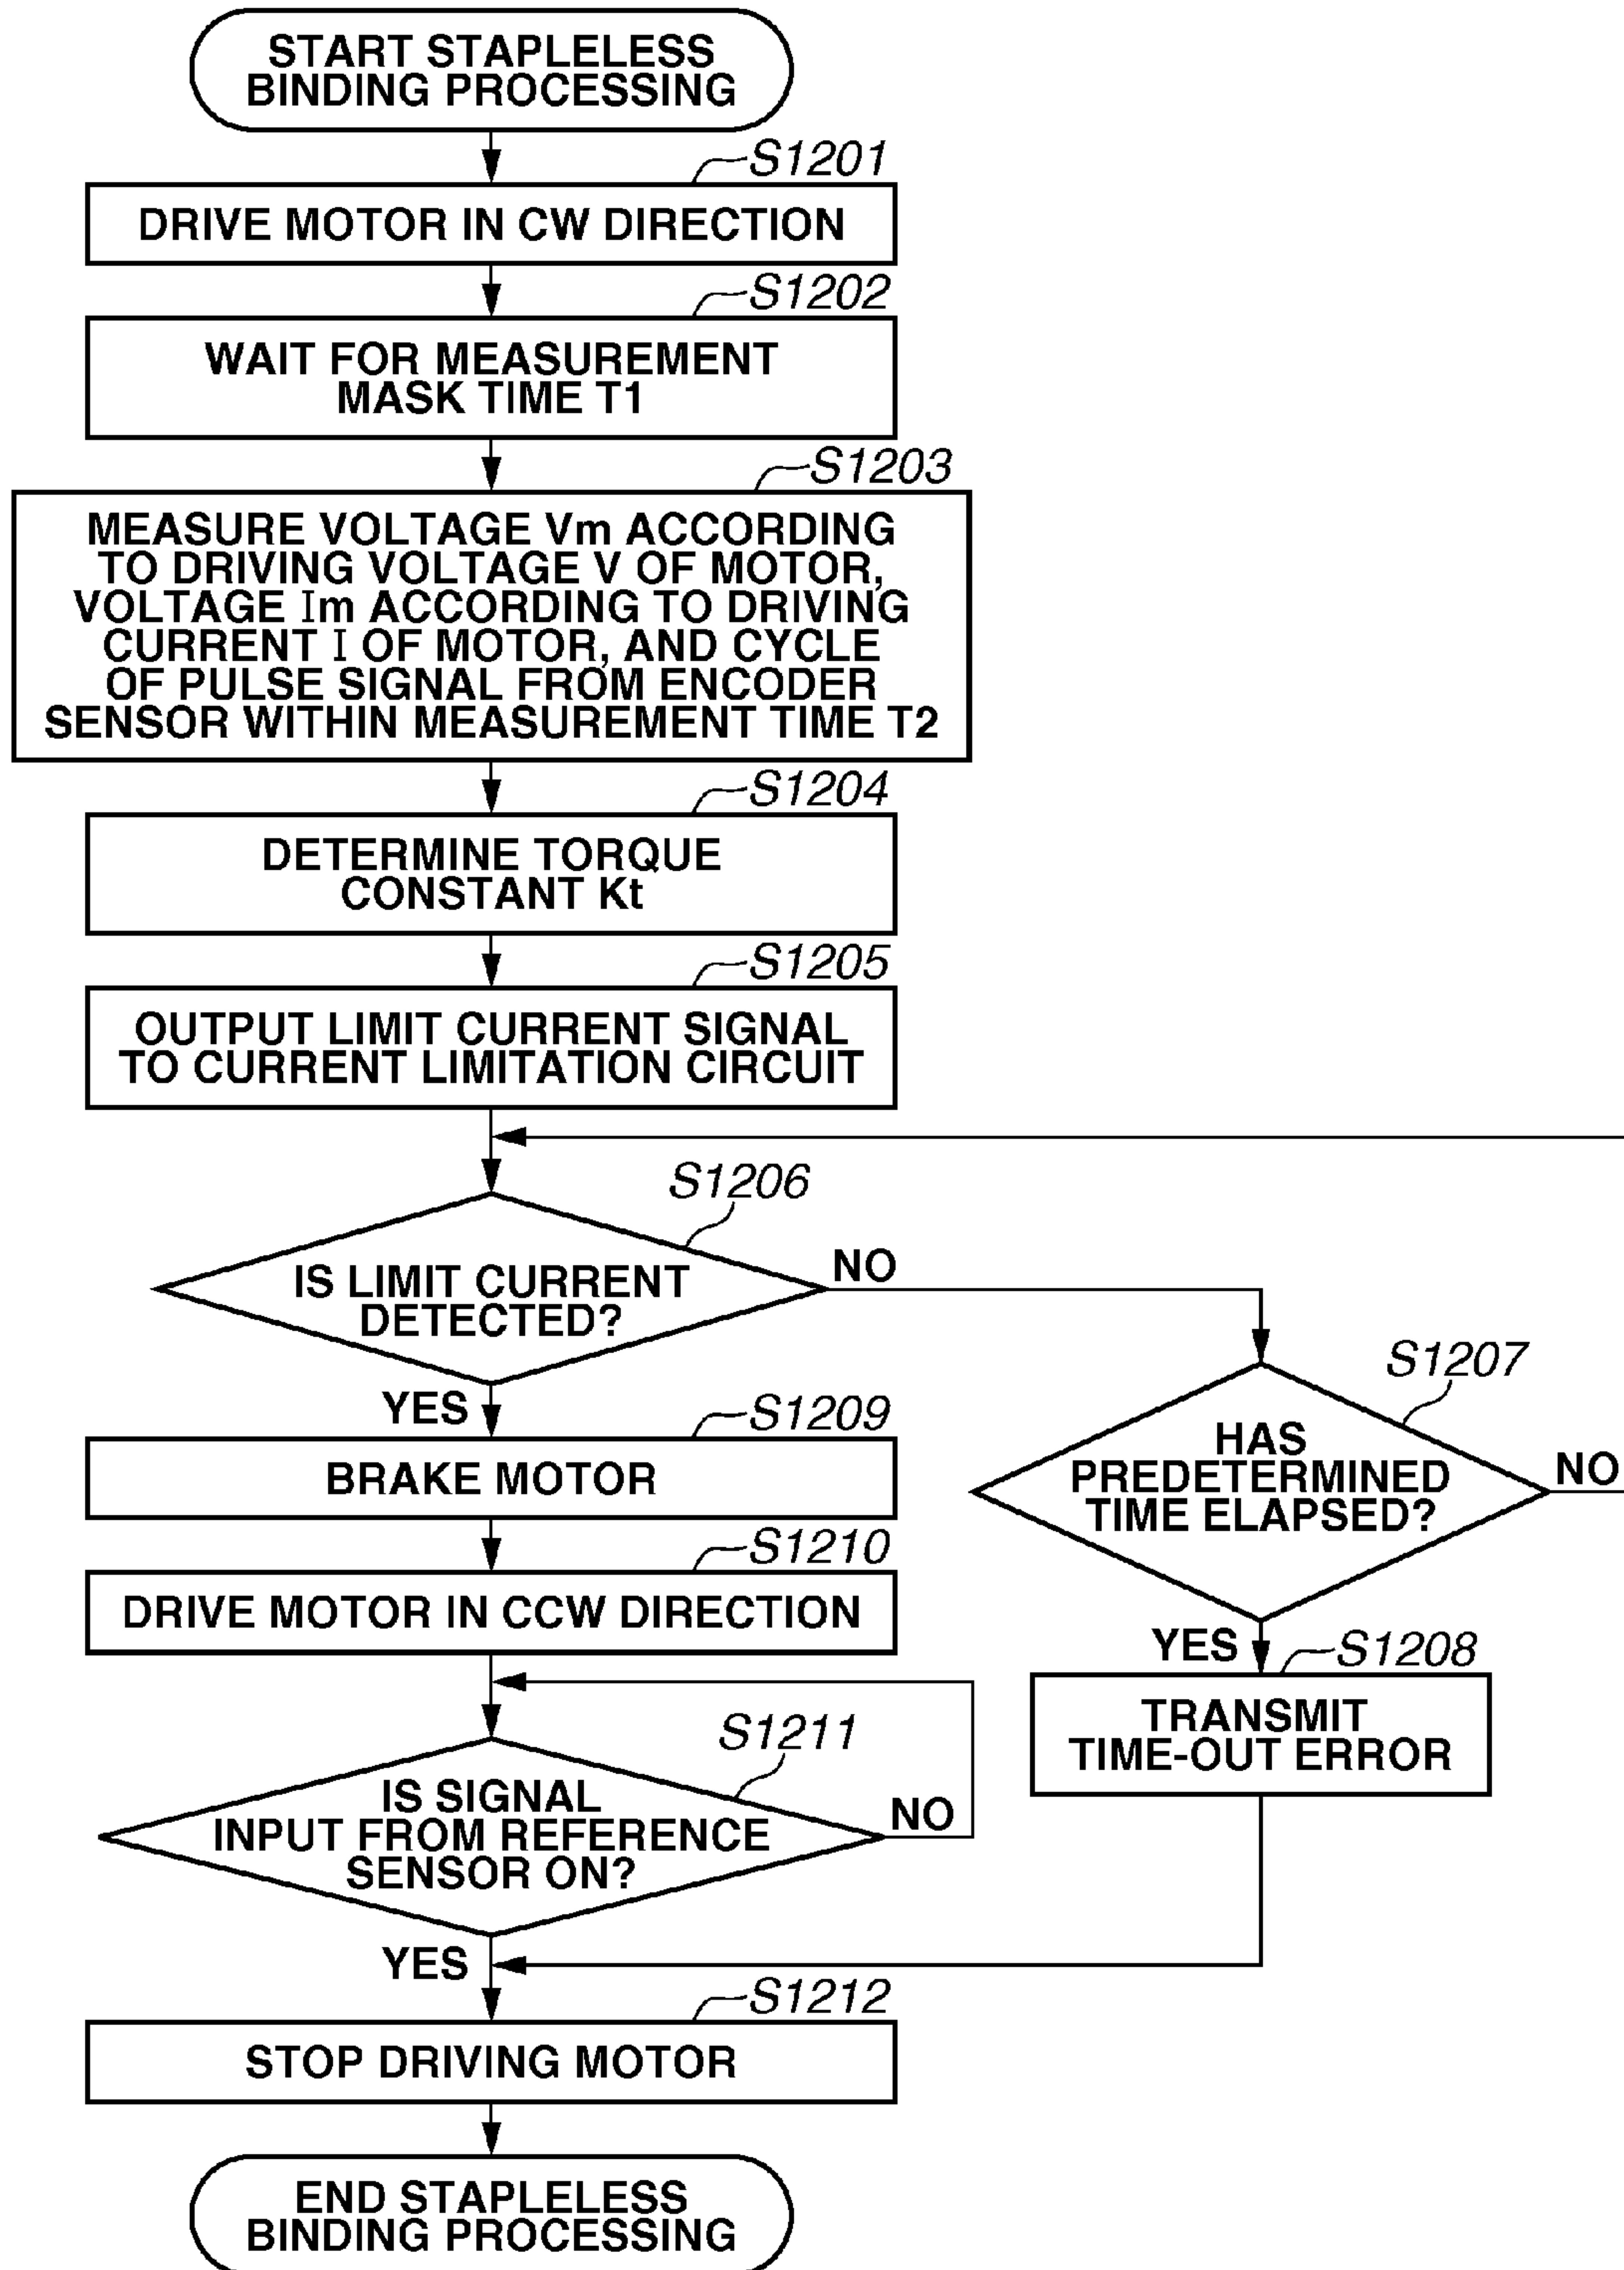 START STAPLELESS
BINDING PROCESSING
S1201
DRIVE MOTOR IN CW DIRECTION
S1202
WAIT FOR MEASUREMENT
MASK TIME T1
S1203
MEASURE VOLTAGE Vm ACCORDING
TO DRIVING VOLTAGE V OF MOTOR,
VOLTAGE Im ACCORDING TO DRIVING
CURRENT I OF MOTOR, AND CYCLE
OF PULSE SIGNAL FROM ENCODER
SENSOR WITHIN MEASUREMENT TIME T2
S1204
DETERMINE TORQUE
CONSTANT Kt
S1205
OUTPUT LIMIT CURRENT SIGNAL
TO CURRENT LIMITATION CIRCUIT
S1206
IS LIMIT CURRENT
DETECTED?
NO
YES
S1207
HAS
PREDETERMINED
TIME ELAPSED?
NO
YES
S1208
TRANSMIT
TIME-OUT ERROR
S1209
BRAKE MOTOR
S1210
DRIVE MOTOR IN CCW DIRECTION
S1211
IS SIGNAL
INPUT FROM REFERENCE
SENSOR ON?
NO
YES
S1212
STOP DRIVING MOTOR
END STAPLELESS
BINDING PROCESSING